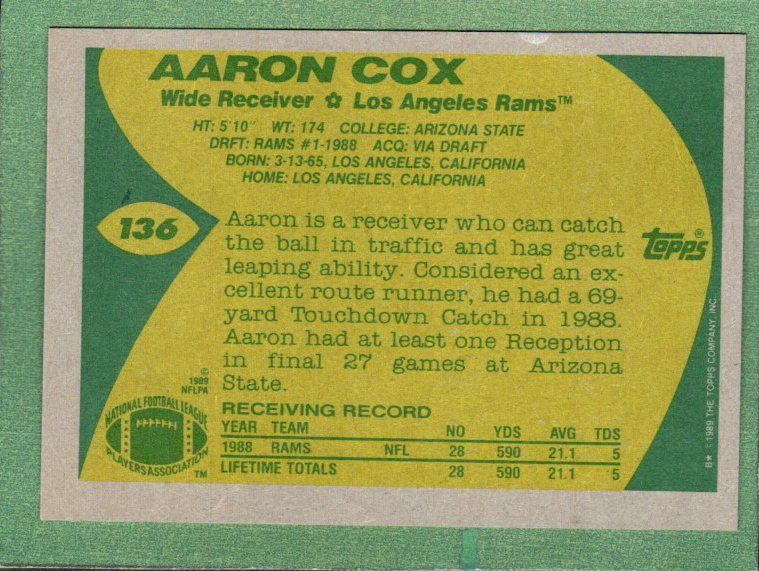 AARON COX
Wide Receiver ✿ Los Angeles Rams™
HT: 5'10" WT: 174 COLLEGE: ARIZONA STATE
DRFT: RAMS #1-1988 ACQ: VIA DRAFT
BORN: 3-13-65, LOS ANGELES, CALIFORNIA
HOME: LOS ANGELES, CALIFORNIA
136
Aaron is a receiver who can catch
the ball in traffic and has great
leaping ability. Considered an ex-
cellent route runner, he had a 69-
yard Touchdown Catch in 1988.
Aaron had at least one Reception
in final 27 games at Arizona
State.
topps®
©
1989
NFLPA
NATIONAL FOOTBALL LEAGUE
PLAYERS ASSOCIATION
™
RECEIVING RECORD
YEAR TEAM NO YDS AVG TDS
1988 RAMS NFL 28 590 21.1 5
LIFETIME TOTALS 28 590 21.1 5
B* © 1989 THE TOPPS COMPANY, INC.